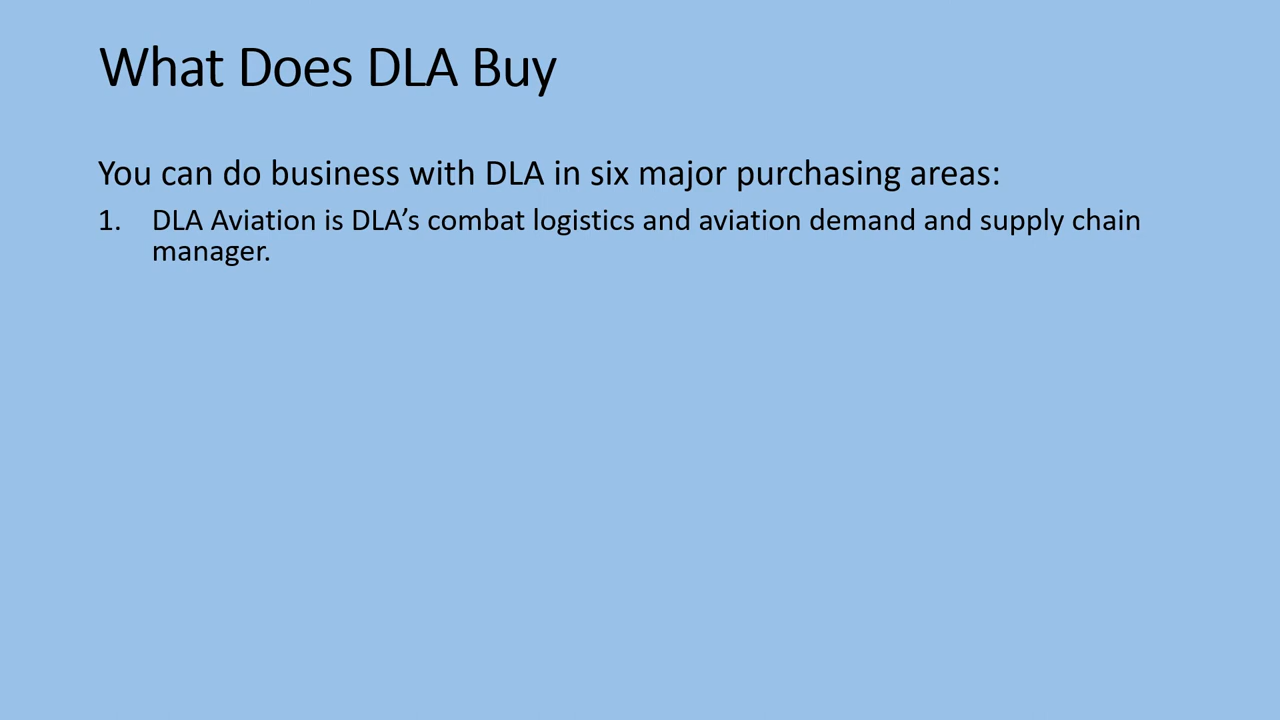 What Does DLA Buy
You can do business with DLA in six major purchasing areas:
1. DLA Aviation is DLA’s combat logistics and aviation demand and supply chain
manager.